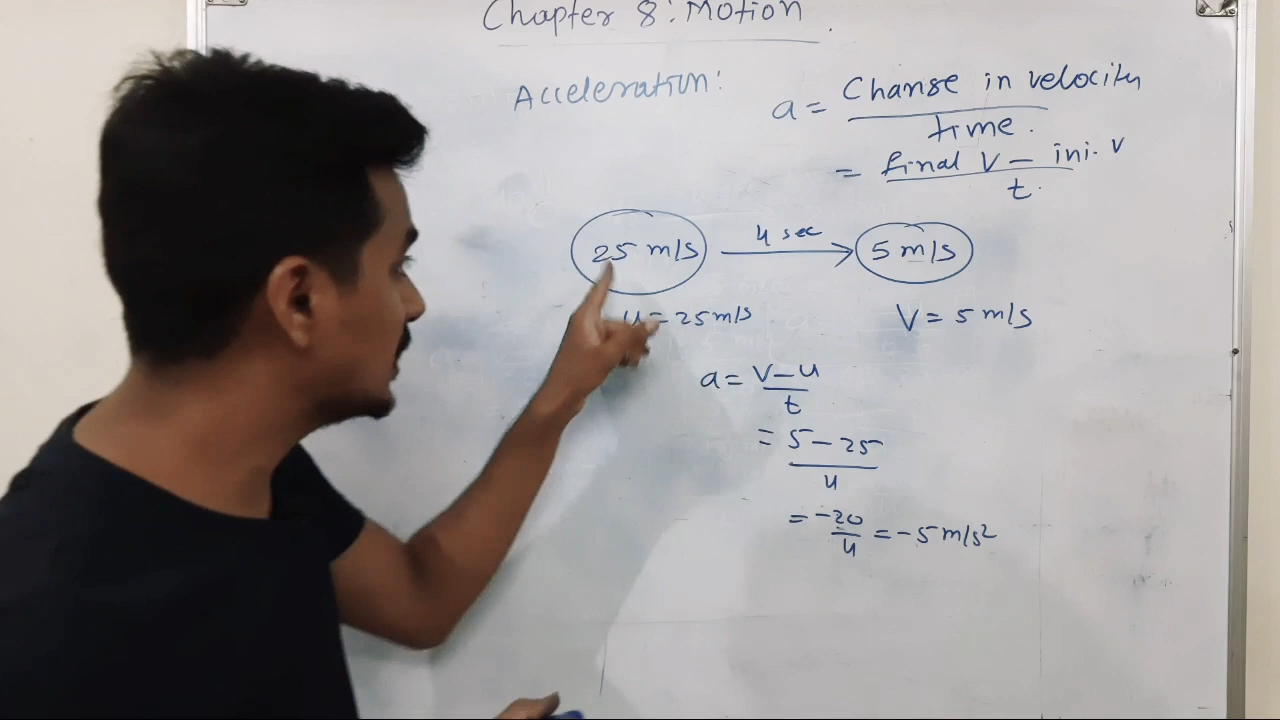 Chapter 8: Motion
Acceleration:
a = Change in velocity / time.
= final v - ini. v / t.
25 m/s 4 sec 5 m/s
u = 25 m/s V = 5 m/s
a = v - u / t
= 5 - 25 / 4
= -20 / 4 = -5 m/s²